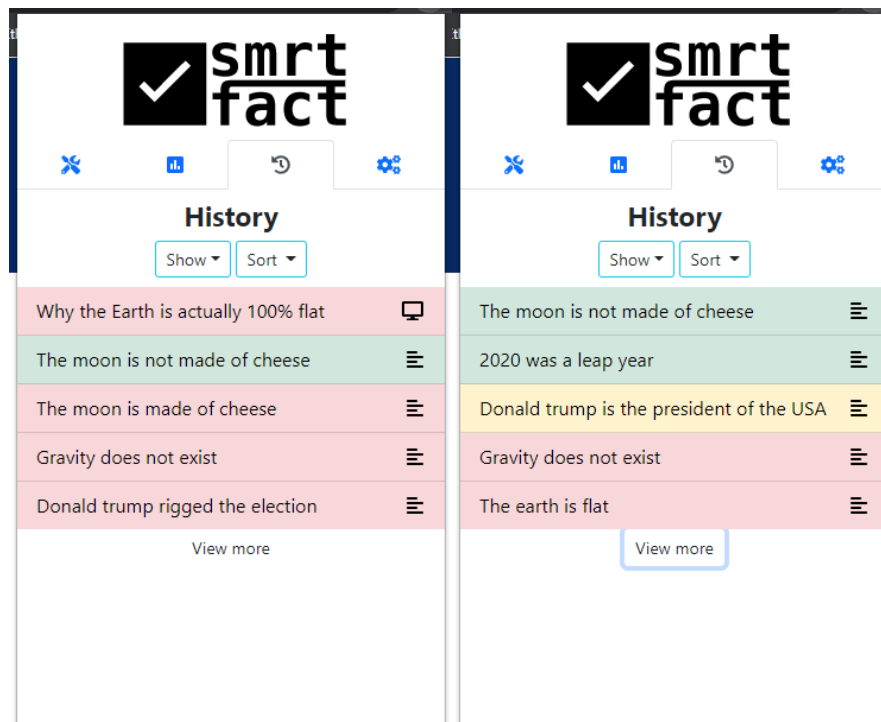 smrt
fact
History
Show
Sort
Why the Earth is actually 100% flat
The moon is not made of cheese
The moon is made of cheese
Gravity does not exist
Donald trump rigged the election
View more
smrt
fact
History
Show
Sort
The moon is not made of cheese
2020 was a leap year
Donald trump is the president of the USA
Gravity does not exist
The earth is flat
View more